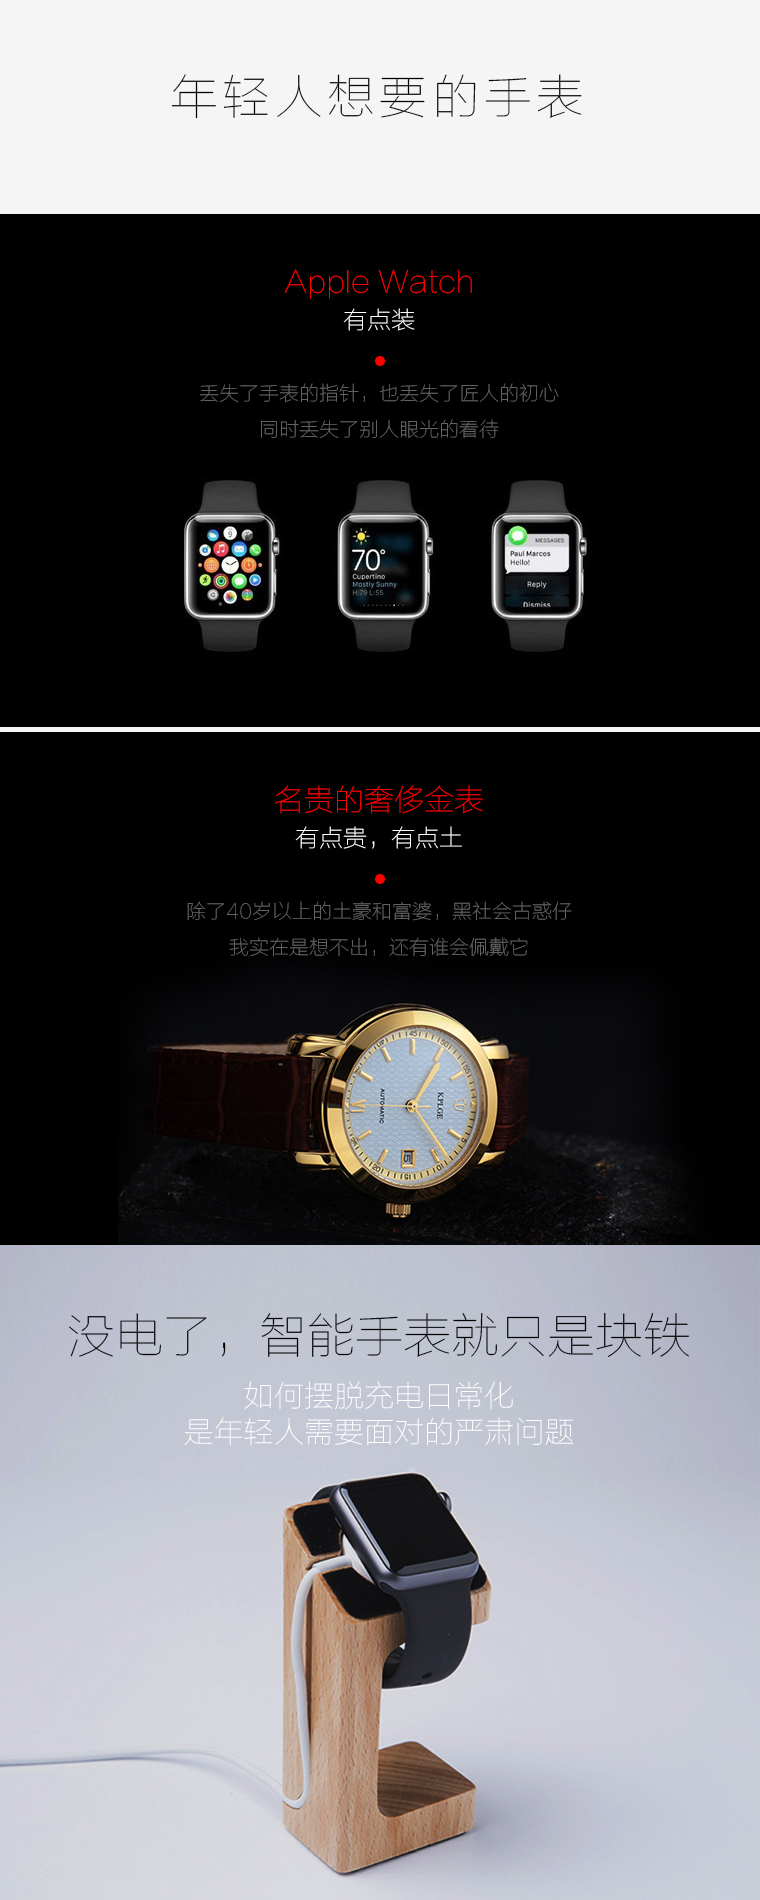 年轻人想要的手表
Apple Watch
有点装
丢失了手表的指针，也丢失了匠人的初心
同时丢失了别人眼光的看待
9
70°
Cupertino
Mostly Sunny
H:79 L:55
MESSAGES
Paul Marcos
Hello!
Reply
Dismiss
名贵的奢侈金表
有点贵，有点土
除了40岁以上的土豪和富婆，黑社会古惑仔
我实在是想不出，还有谁会佩戴它
KPLGE
AUTOMATIC
没电了，智能手表就只是块铁
如何摆脱充电日常化
是年轻人需要面对的严肃问题